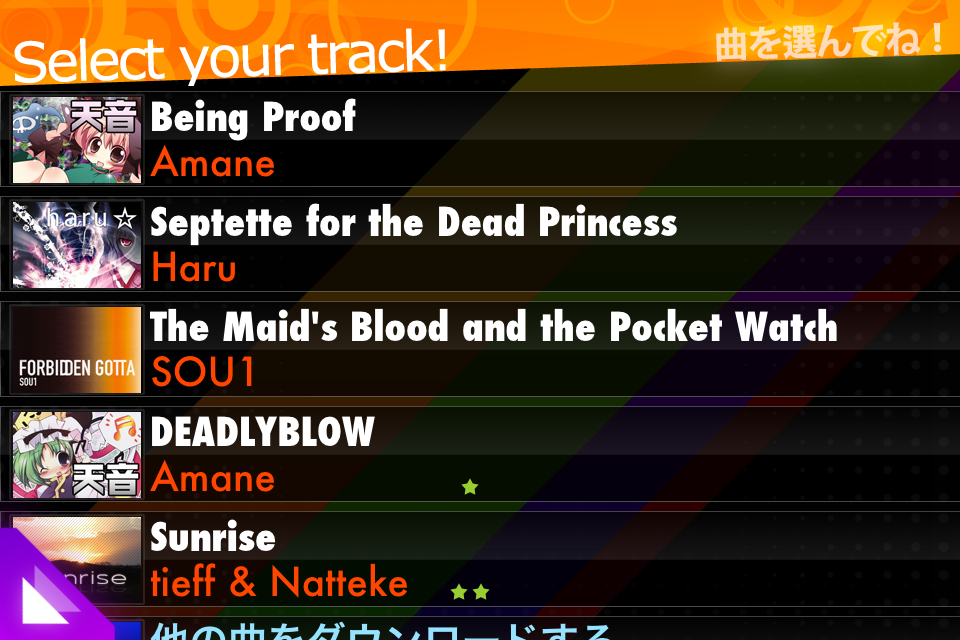 Select your track!
曲を選んでね！
天音
Being Proof
Amane
haru☆
Septette for the Dead Princess
Haru
FORBIDDEN GOTTA
SOU1
The Maid's Blood and the Pocket Watch
SOU1
天音
DEADLYBLOW
Amane
Sunrise
tieff & Natteke
他の曲をダウンロードする